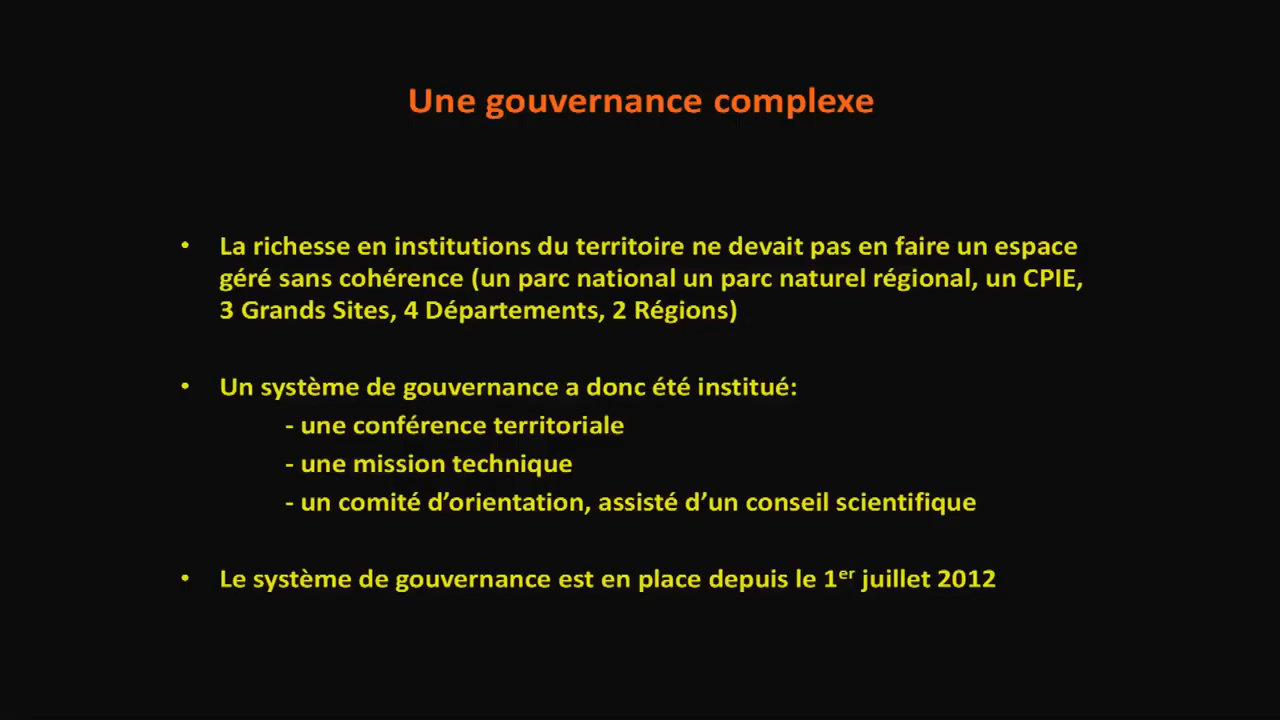 Une gouvernance complexe
• La richesse en institutions du territoire ne devait pas en faire un espace
géré sans cohérence (un parc national un parc naturel régional, un CPIE,
3 Grands Sites, 4 Départements, 2 Régions)
• Un système de gouvernance a donc été institué:
- une conférence territoriale
- une mission technique
- un comité d’orientation, assisté d’un conseil scientifique
• Le système de gouvernance est en place depuis le 1er juillet 2012